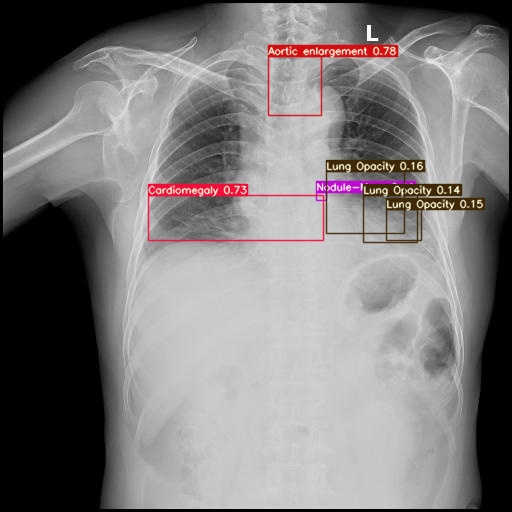 L
Aortic enlargement 0.78
Lung Opacity 0.16
Cardiomegaly 0.73
Lung Opacity 0.14
Lung Opacity 0.15